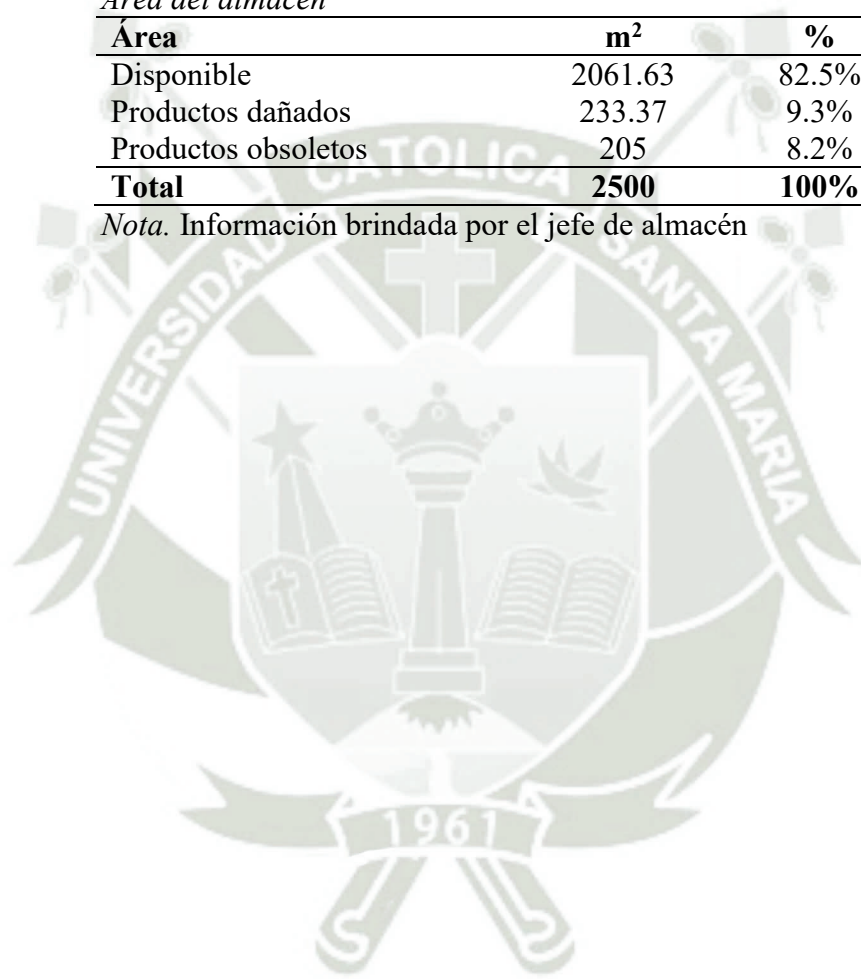 Área del almacén
Área m² %
Disponible 2061.63 82.5%
Productos dañados 233.37 9.3%
Productos obsoletos 205 8.2%
Total 2500 100%
Nota. Información brindada por el jefe de almacén
UNIVERSIDAD CATOLICA SANTA MARIA
1961